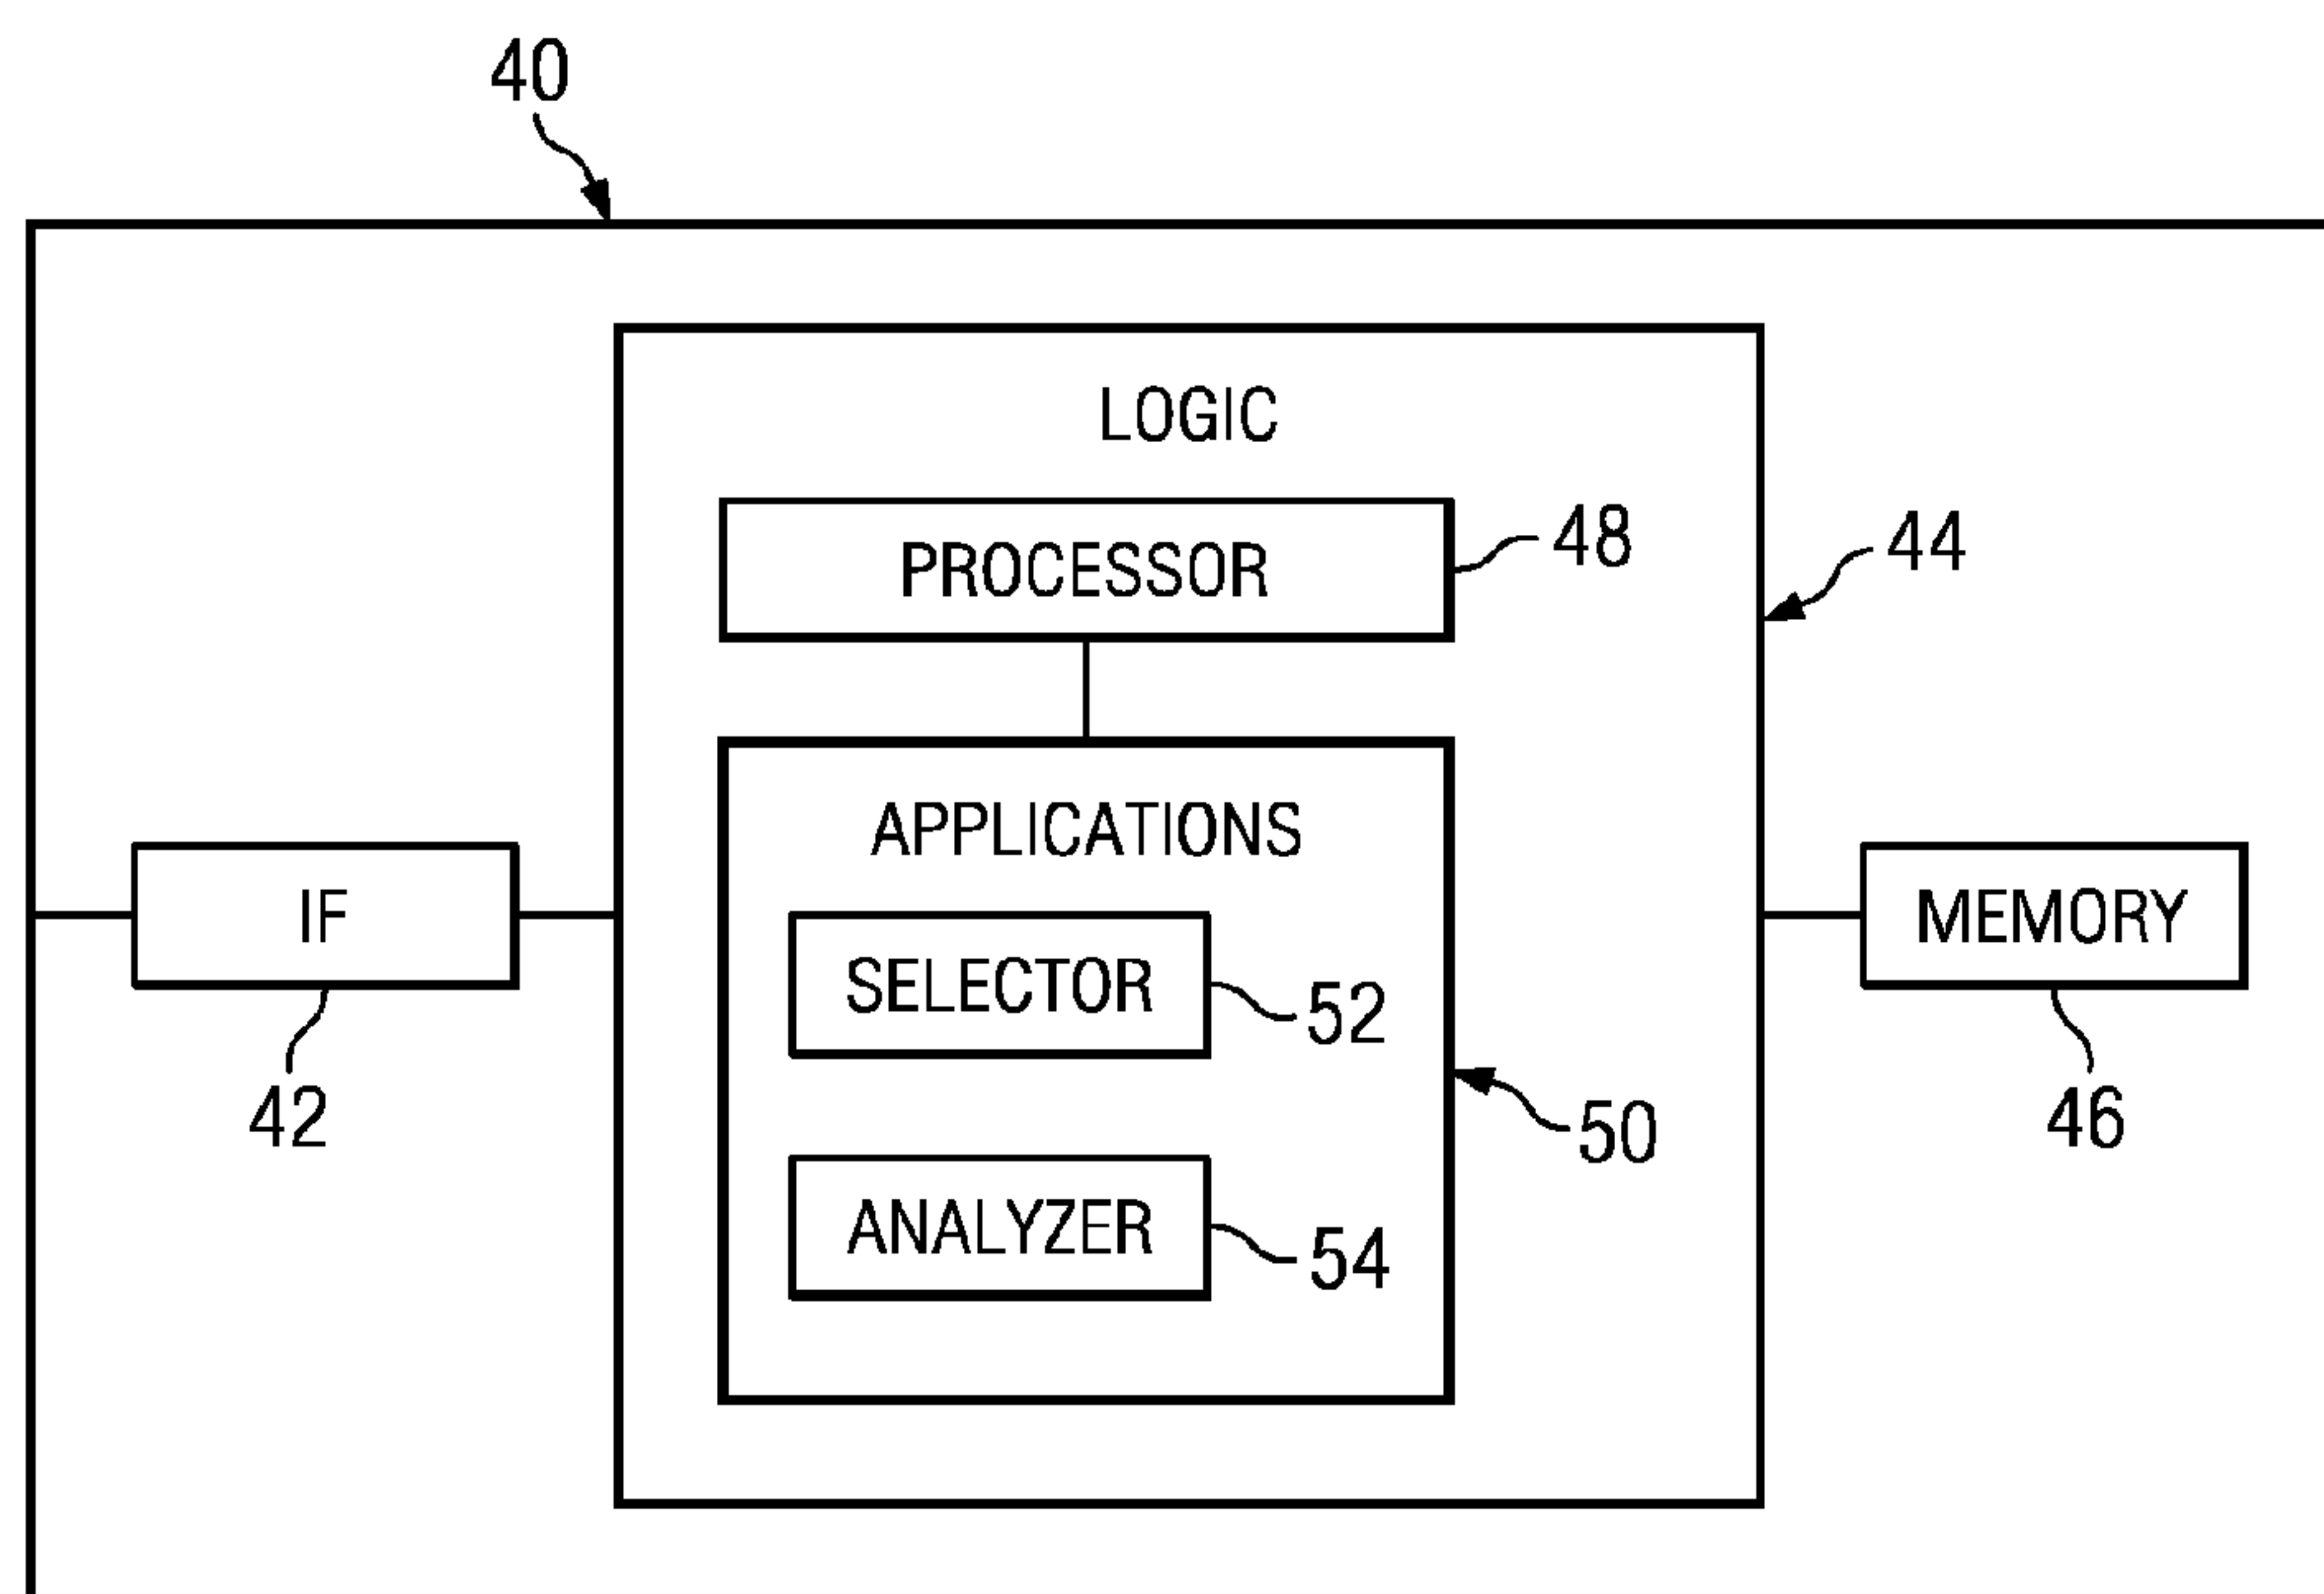 40
LOGIC
PROCESSOR
48
44
APPLICATIONS
IF
SELECTOR
MEMORY
52
42
50
46
ANALYZER
54